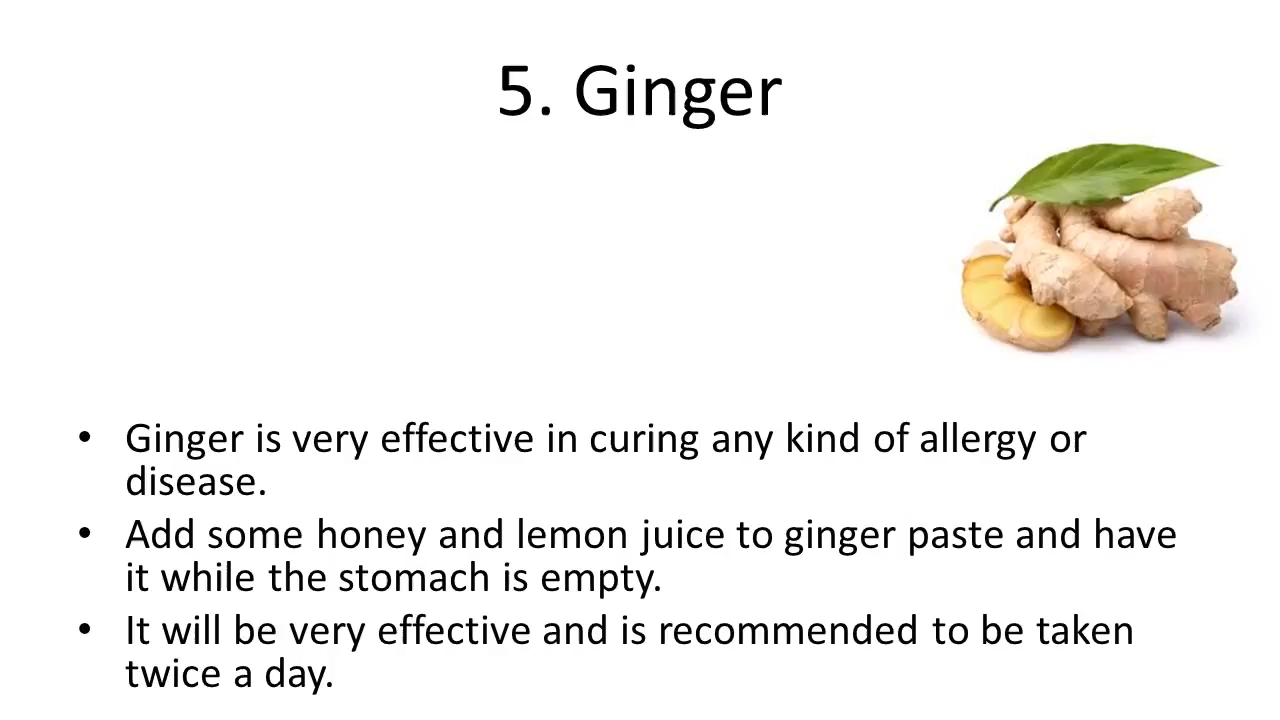 5. Ginger
• Ginger is very effective in curing any kind of allergy or
disease.
• Add some honey and lemon juice to ginger paste and have
it while the stomach is empty.
• It will be very effective and is recommended to be taken
twice a day.